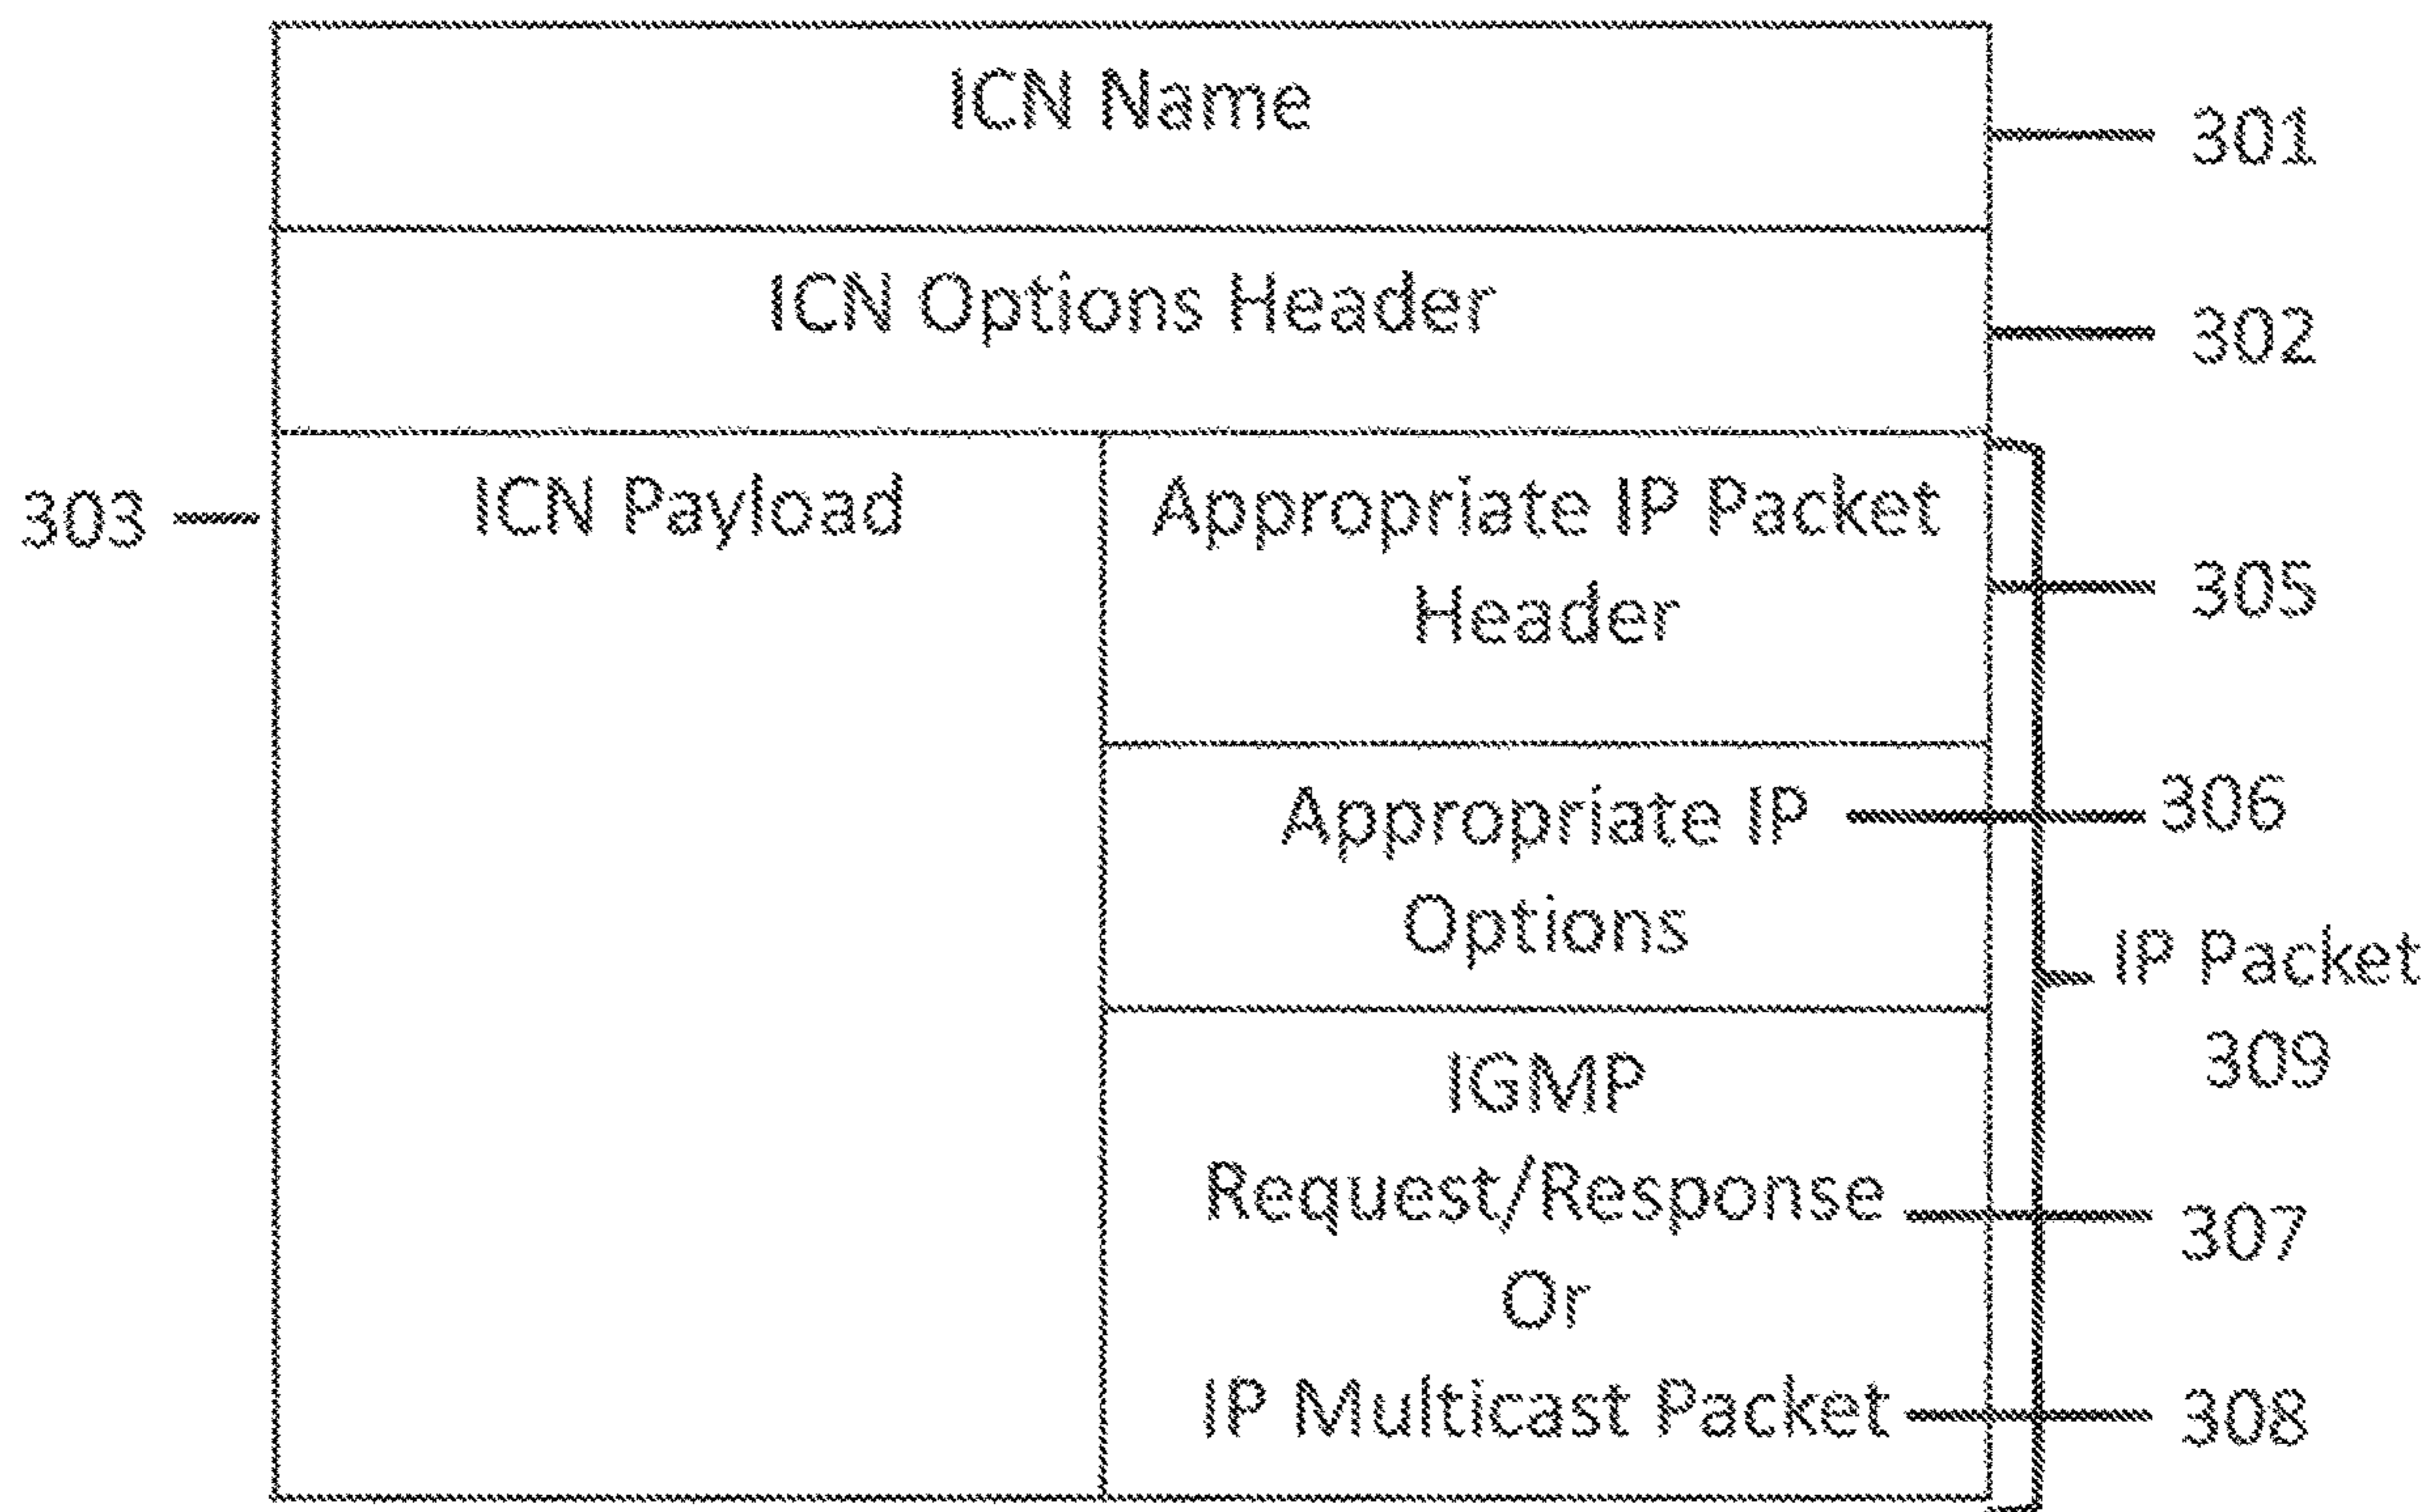 ICN Name
301
ICN Options Header
302
303
ICN Payload
Appropriate IP Packet
Header
305
Appropriate IP
Options
306
IP Packet
309
IGMP
Request/Response
Or
IP Multicast Packet
307
308